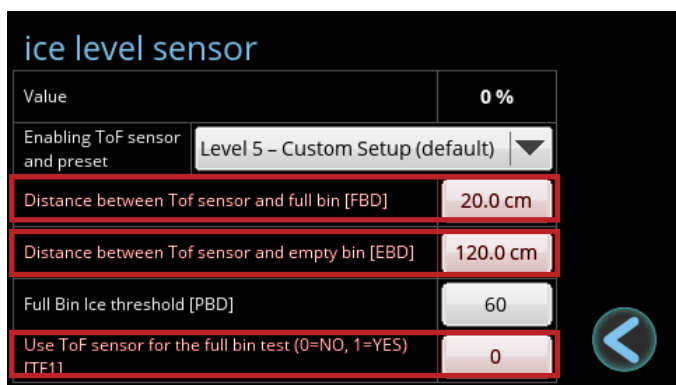 ice level sensor
Value 0 %
Enabling ToF sensor
and preset
Level 5 – Custom Setup (default)
Distance between Tof sensor and full bin [FBD] 20.0 cm
Distance between Tof sensor and empty bin [EBD] 120.0 cm
Full Bin Ice threshold [PBD] 60
Use ToF sensor for the full bin test (0=NO, 1=YES)
[TF1] 0